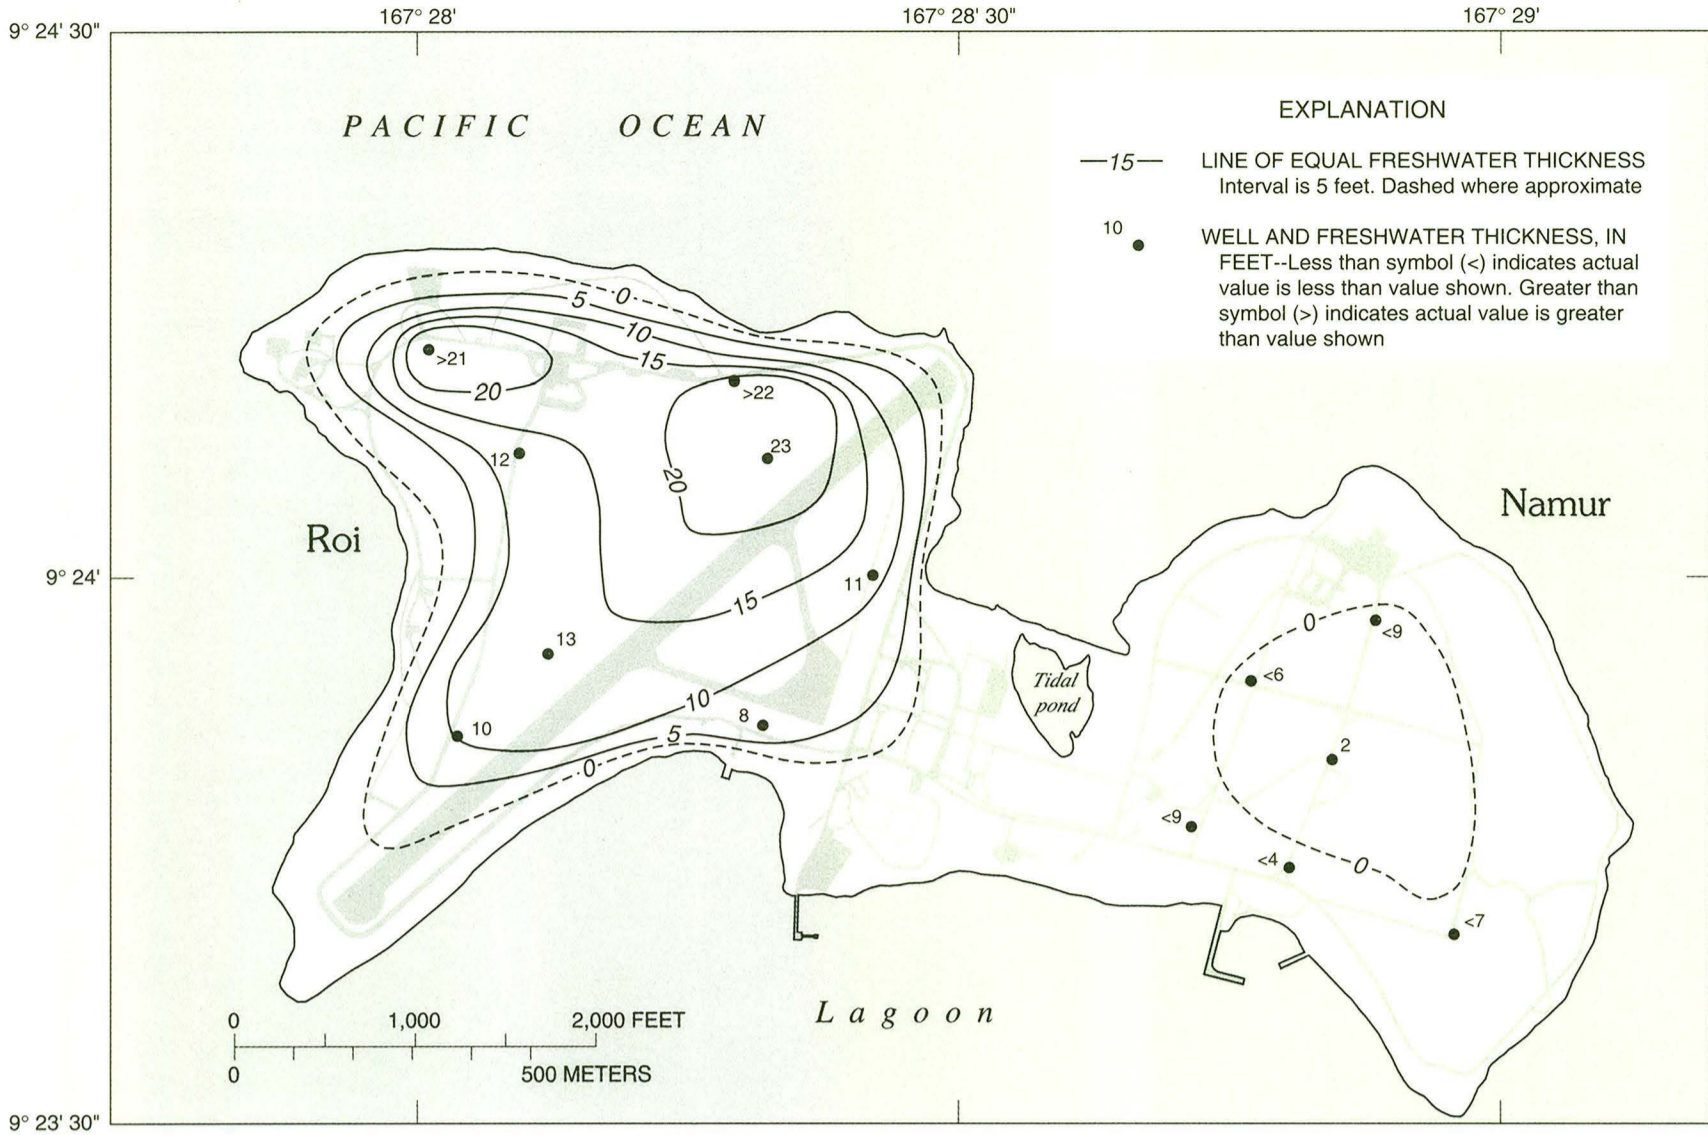 167° 28'
167° 28' 30"
167° 29'
9° 24' 30"
PACIFIC OCEAN
EXPLANATION
—15— LINE OF EQUAL FRESHWATER THICKNESS
Interval is 5 feet. Dashed where approximate
10
WELL AND FRESHWATER THICKNESS, IN
FEET--Less than symbol (<) indicates actual
value is less than value shown. Greater than
symbol (>) indicates actual value is greater
than value shown
5
0
10
15
>21
20
>22
12
23
20
Roi
Namur
9° 24'
11
15
13
10
8
10
5
0
Tidal
pond
0
<9
<6
2
<9
<4
0
<7
Lagoon
0 1,000 2,000 FEET
0 500 METERS
9° 23' 30"